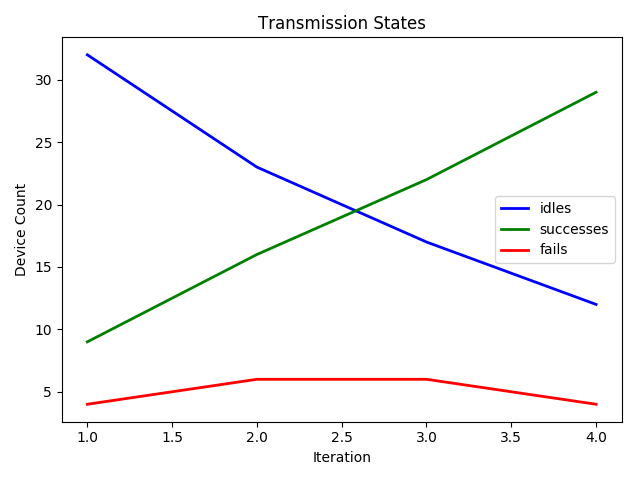 Transmission States
Device Count
30
25
20
15
10
5
idles
successes
fails
1.0 1.5 2.0 2.5 3.0 3.5 4.0
Iteration